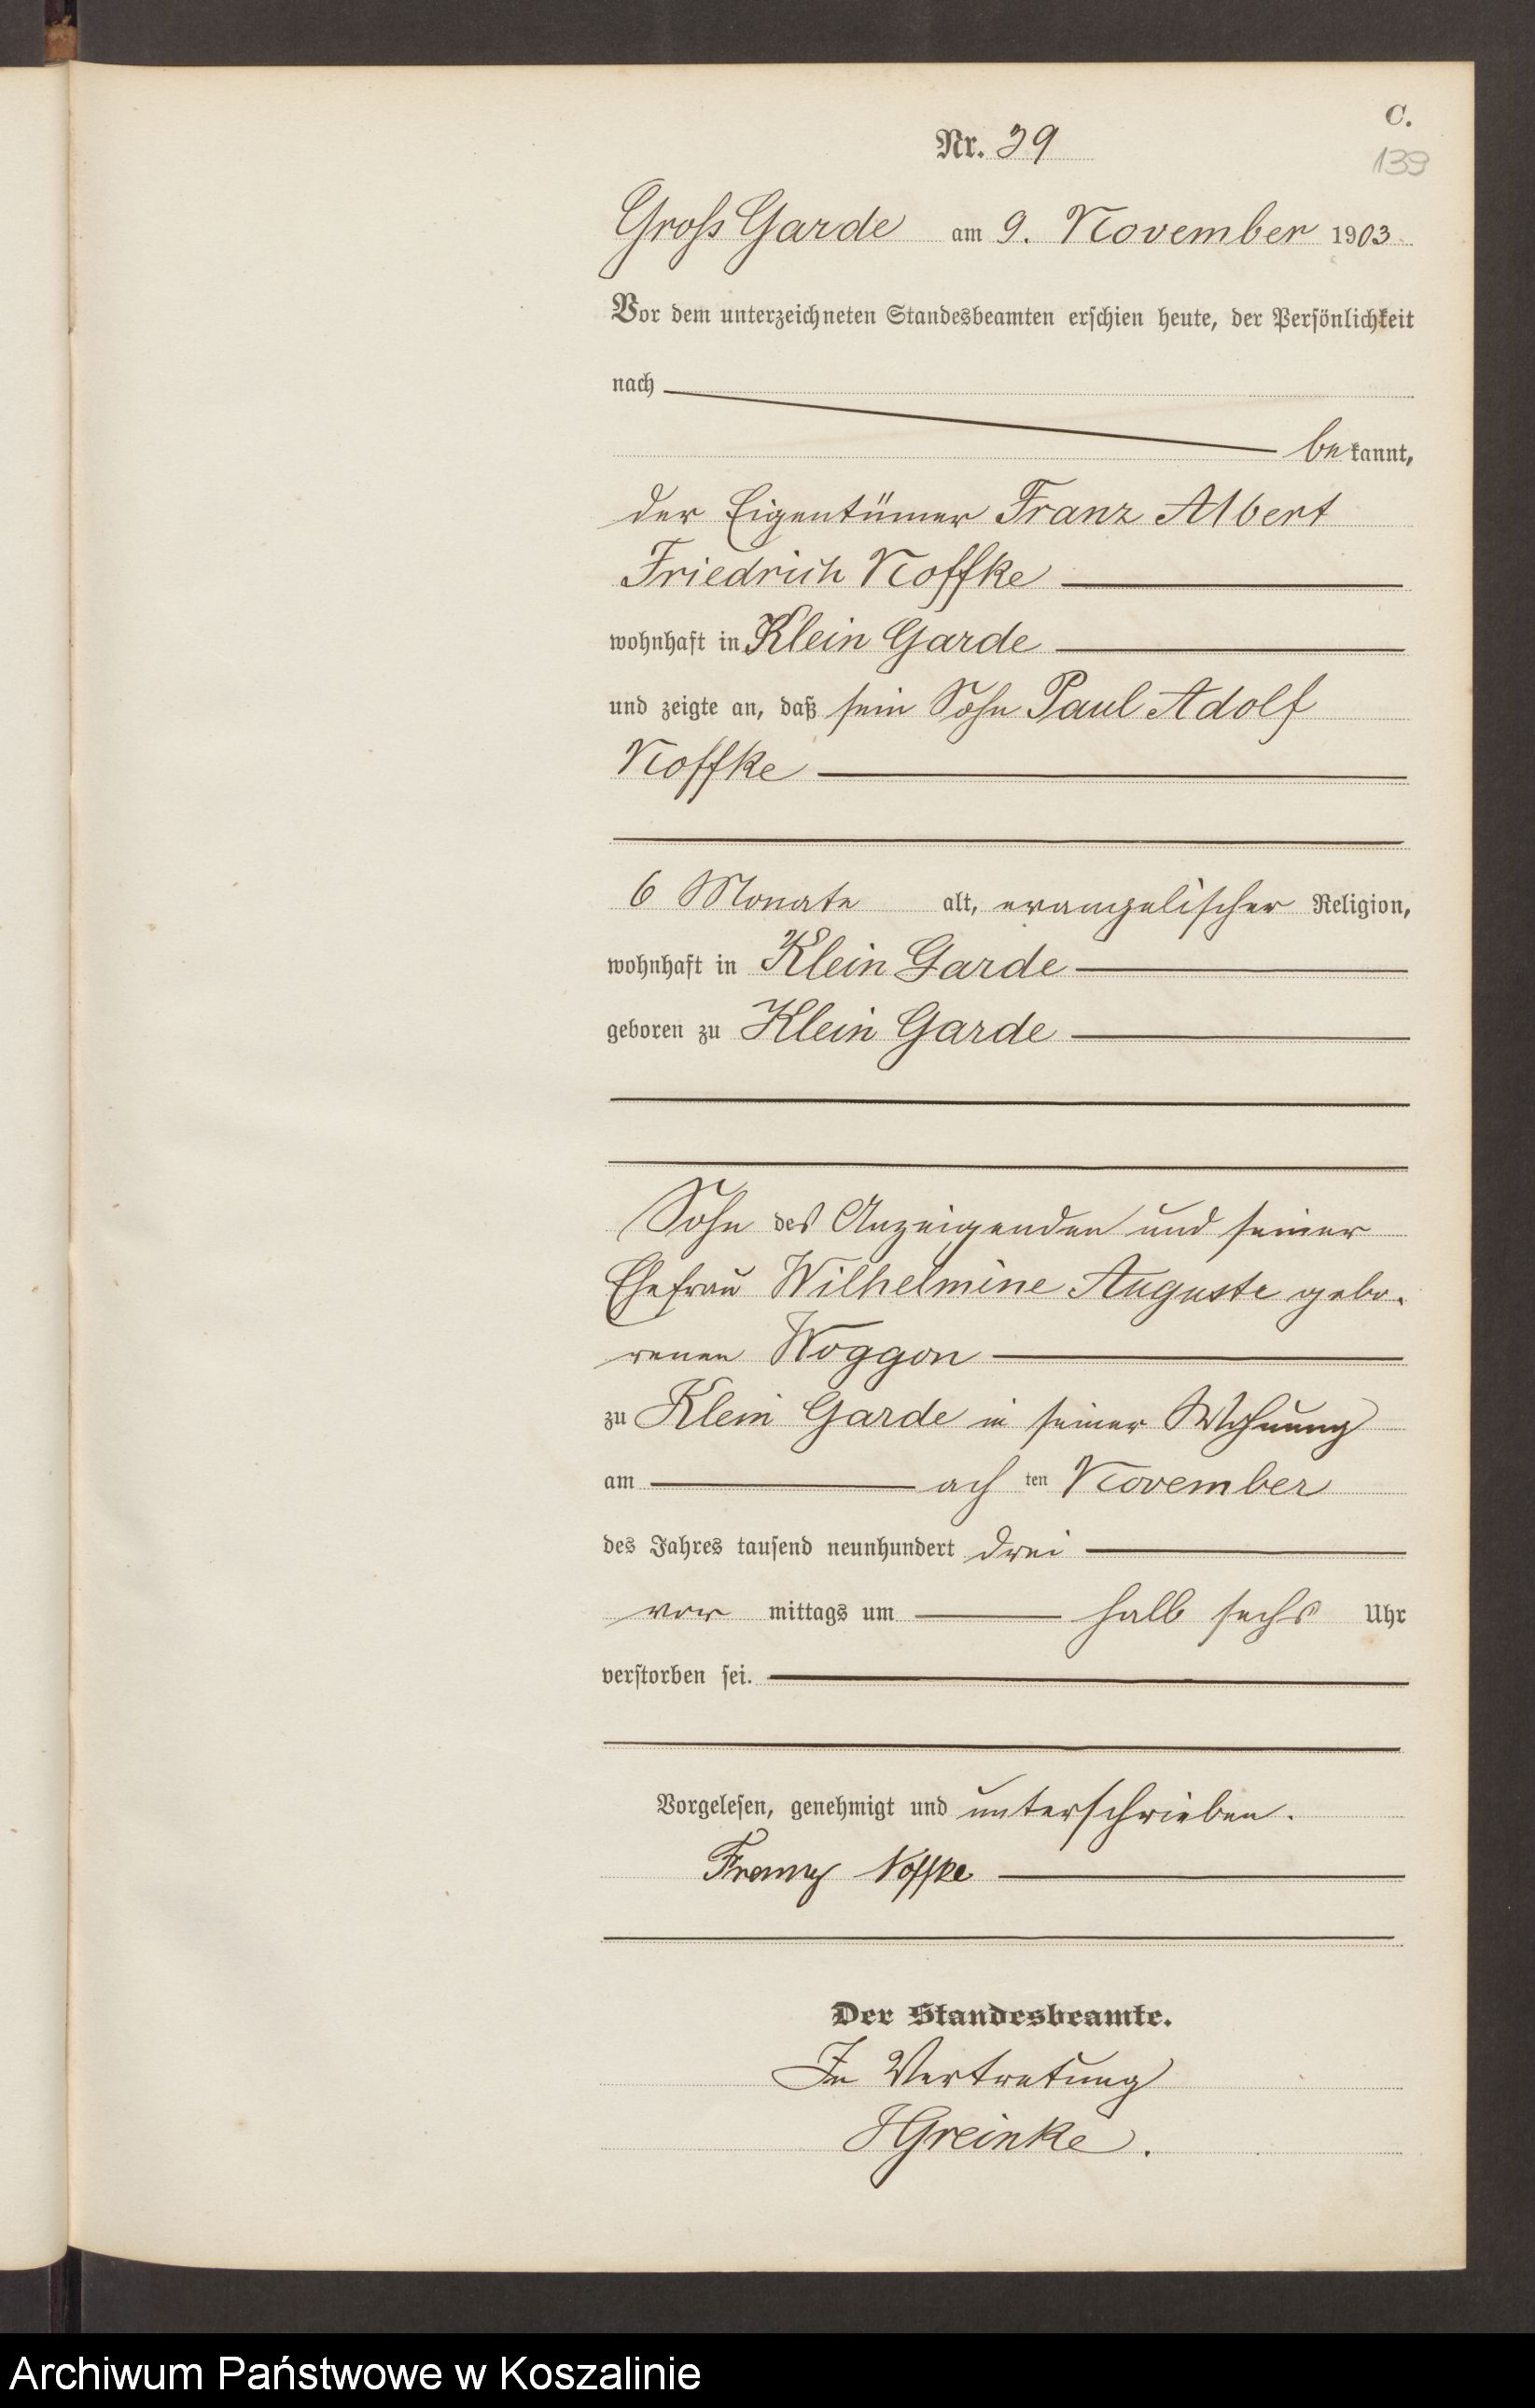 C.
Nr. 39
139
Gross Garde am 9. November 1903
Vor dem unterzeichneten Standesbeamten erschien heute, der Persönlichkeit
nach
be kannt,
der Eigentümer Franz Albert
Friedrich Noffke
wohnhaft in Klein Garde
und zeigte an, daß sein Sohn Paul Adolf
Noffke
6 Monate alt, evangelischer Religion,
wohnhaft in Klein Garde
geboren zu Klein Garde
Sohn des Anzeigenden und seiner
Ehefrau Wilhelmine Auguste gebo.
renen Woggon
zu Klein Garde in seiner Wohnung
am ach ten November
des Jahres tausend neunhundert drei
vor mittags um halb sechs Uhr
verstorben sei.
Vorgelesen, genehmigt und unterschrieben.
Franz Noffke
Der Standesbeamte.
In Vertretung
HGreinke.
Archiwum Państwowe w Koszalinie